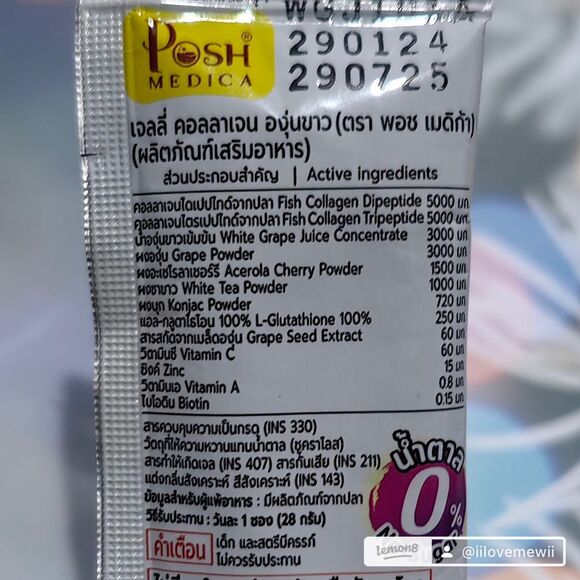 POSH®
MEDICA
290124
290725
เจลลี่ คอลลาเจน องุ่นขาว (ตรา พอช เมดิก้า)
(ผลิตภัณฑ์เสริมอาหาร)
ส่วนประกอบสำคัญ | Active ingredients
คอลลาเจนไดเปปไทด์จากปลา Fish Collagen Dipeptide 5000 มก.
คอลลาเจนไตรเปปไทด์จากปลา Fish Collagen Tripeptide 5000 มก.
น้ำองุ่นขาวเข้มข้น White Grape Juice Concentrate 3000 มก.
ผงองุ่น Grape Powder 3000 มก.
ผงอะเซโรลาเชอร์รี่ Acerola Cherry Powder 1500 มก.
ผงชาขาว White Tea Powder 1000 มก.
ผงบุก Konjac Powder 720 มก.
แอล-กลูตาไธโอน 100% L-Glutathione 100% 250 มก.
สารสกัดจากเมล็ดองุ่น Grape Seed Extract 60 มก.
วิตามินซี Vitamin C 60 มก.
ซิงค์ Zinc 15 มก.
วิตามินเอ Vitamin A 0.8 มก.
ไบโอติน Biotin 0.15 มก.
สารควบคุมความเป็นกรด (INS 330)
วัตถุที่ให้ความหวานแทนน้ำตาล (ซูคราโลส)
สารทำให้เกิดเจล (INS 407) สารกันเสีย (INS 211)
แต่งกลิ่นสังเคราะห์ สีสังเคราะห์ (INS 143)
ข้อมูลสำหรับผู้แพ้อาหาร : มีผลิตภัณฑ์จากปลา
วิธีรับประทาน : วันละ 1 ซอง (28 กรัม)
น้ำตาล
0%
คำเตือน เด็ก และสตรีมีครรภ์
ไม่ควรรับประทาน
lemon8 @iilovemewii